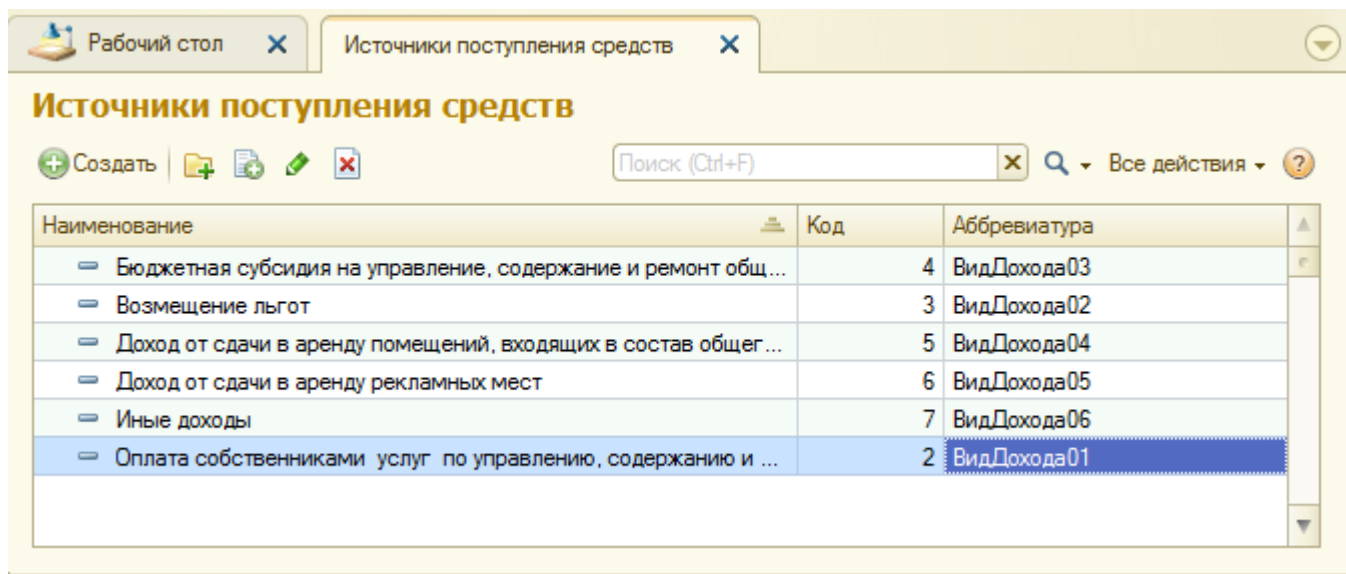 Рабочий стол Источники поступления средств
Источники поступления средств
Создать Поиск (Ctrl+F) Все действия ?
Наименование Код Аббревиатура
Бюджетная субсидия на управление, содержание и ремонт общ... 4 ВидДохода03
Возмещение льгот 3 ВидДохода02
Доход от сдачи в аренду помещений, входящих в состав общег... 5 ВидДохода04
Доход от сдачи в аренду рекламных мест 6 ВидДохода05
Иные доходы 7 ВидДохода06
Оплата собственниками услуг по управлению, содержанию и ... 2 ВидДохода01